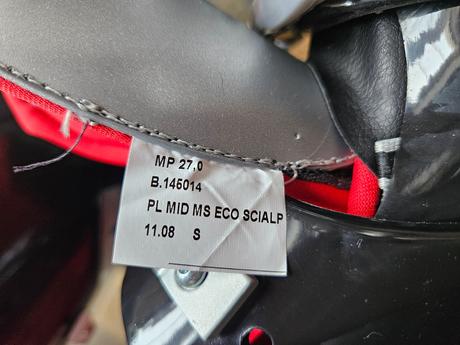 MP 27,0
B.145014
PL MID MS ECO SCIALP
11.08 S